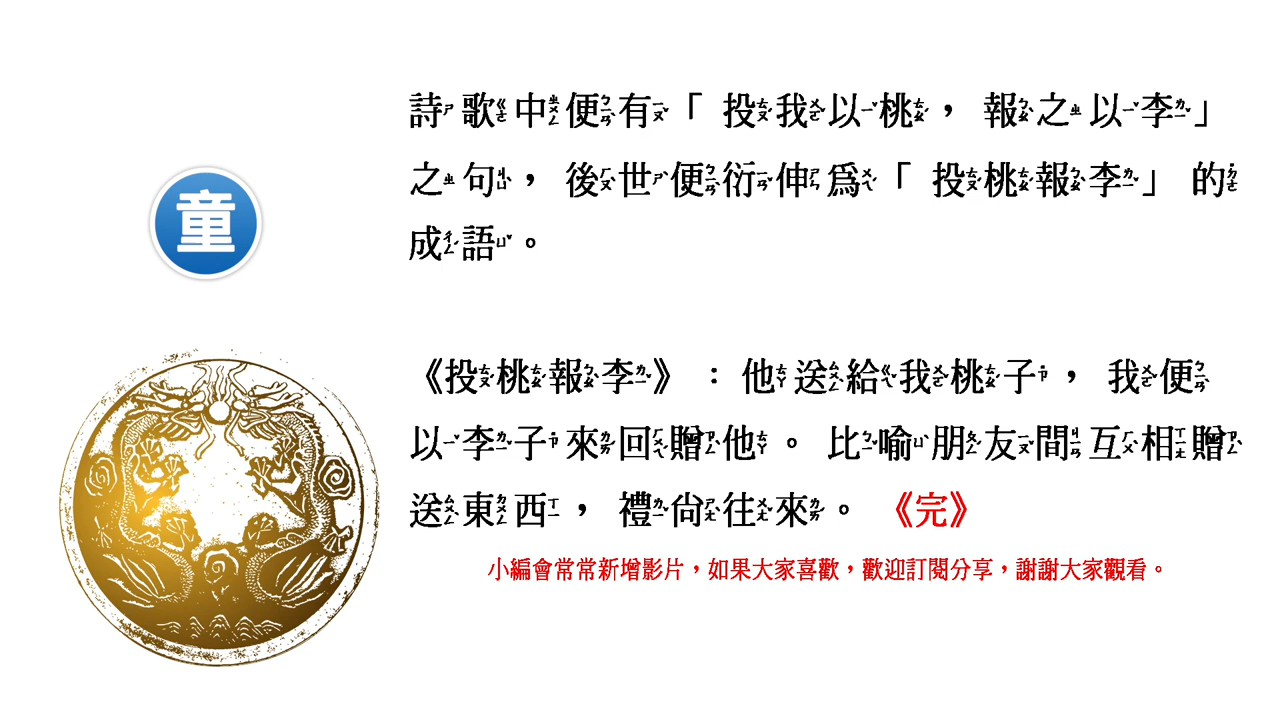 童
詩歌中便有「投我以桃，報之以李」
之句，後世便衍伸為「投桃報李」的
成語。
《投桃報李》：他送給我桃子，我便
以李子來回贈他。比喻朋友間互相贈
送東西，禮尚往來。《完》
小編會常常新增影片，如果大家喜歡，歡迎訂閱分享，謝謝大家觀看。